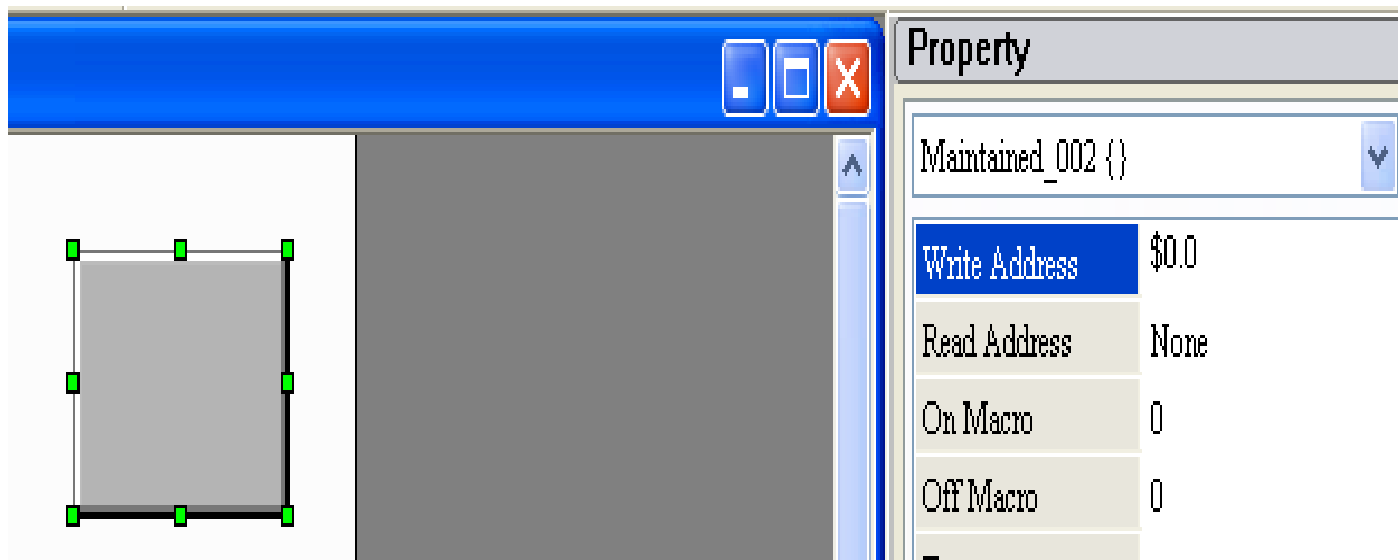 Property
Maintained_002 {}
Write Address $0.0
Read Address None
On Macro 0
Off Macro 0